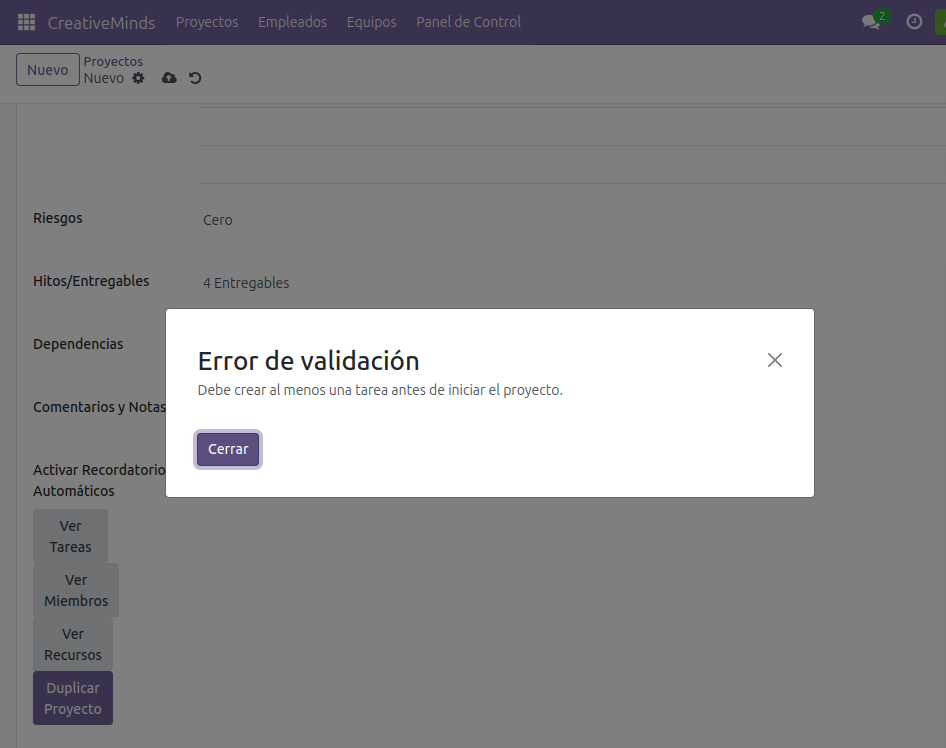 CreativeMinds Proyectos Empleados Equipos Panel de Control 2
Nuevo
Proyectos
Nuevo
Riesgos
Cero
Hitos/Entregables
4 Entregables
Error de validación
Debe crear al menos una tarea antes de iniciar el proyecto.
Cerrar
Dependencias
Comentarios y Notas
Activar Recordatorio
Automáticos
Ver
Tareas
Ver
Miembros
Ver
Recursos
Duplicar
Proyecto